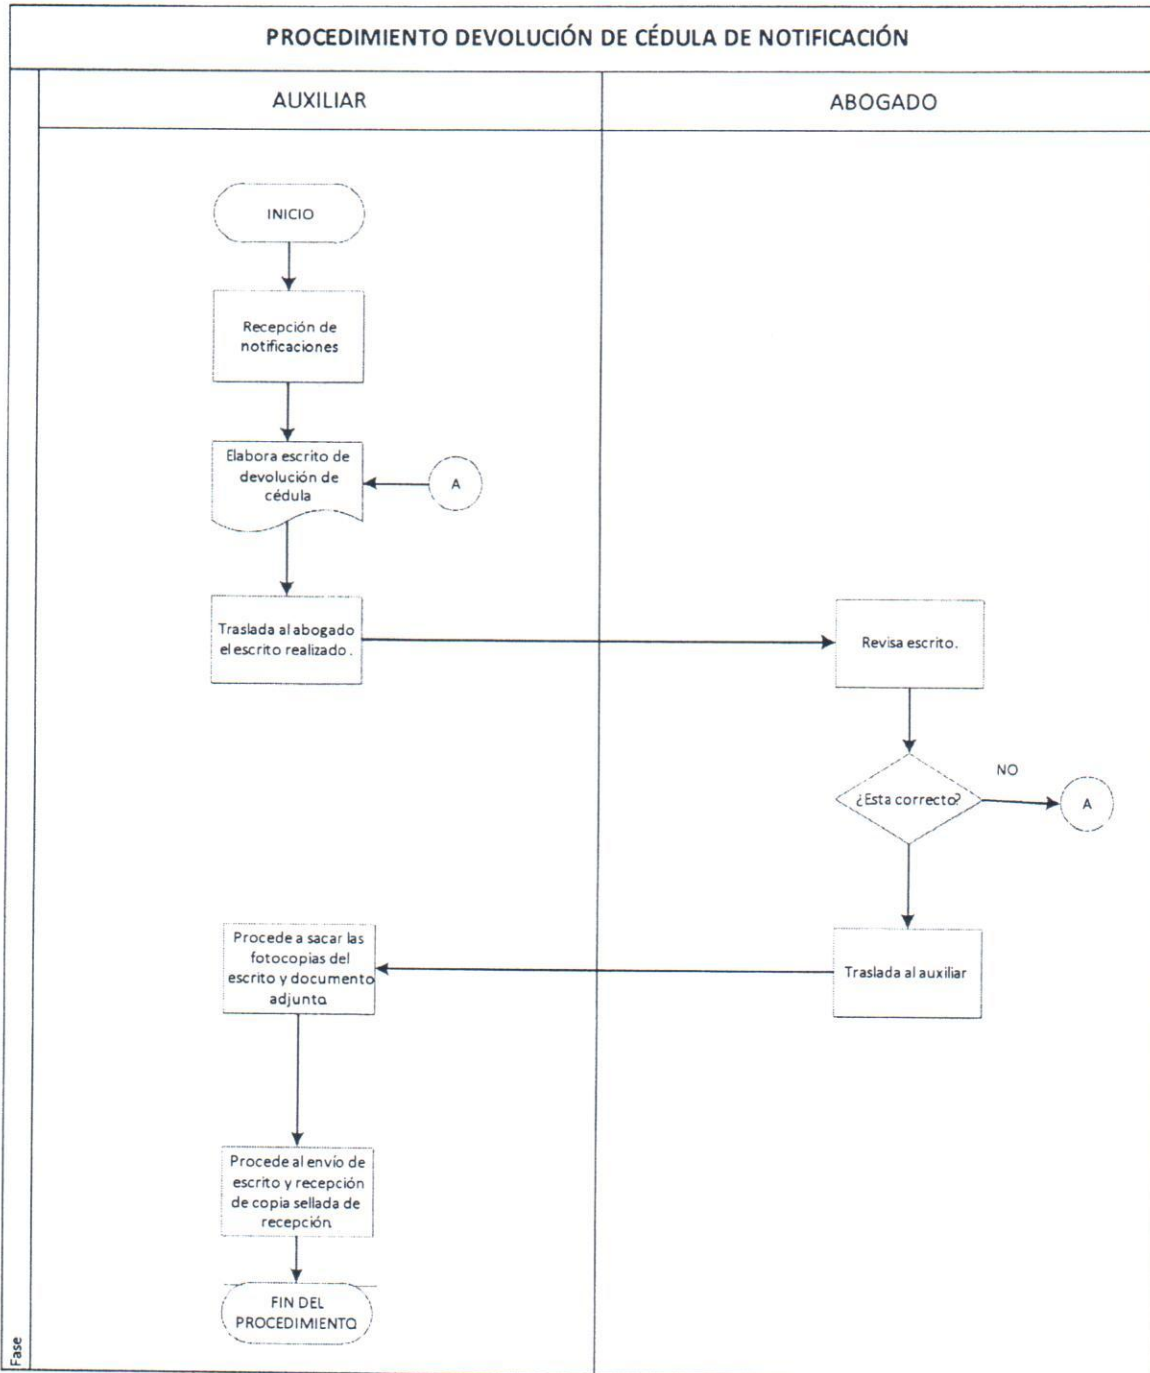 PROCEDIMIENTO DEVOLUCIÓN DE CÉDULA DE NOTIFICACIÓN
AUXILIAR
ABOGADO
INICIO
Recepción de
notificaciones
Elabora escrito de
devolución de
cédula
A
Traslada al abogado
el escrito realizado.
Revisa escrito.
¿Esta correcto?
NO
A
Traslada al auxiliar
Procede a sacar las
fotocopias del
escrito y documento
adjunto.
Procede al envío de
escrito y recepción
de copia sellada de
recepción.
FIN DEL
PROCEDIMIENTO.
Fase